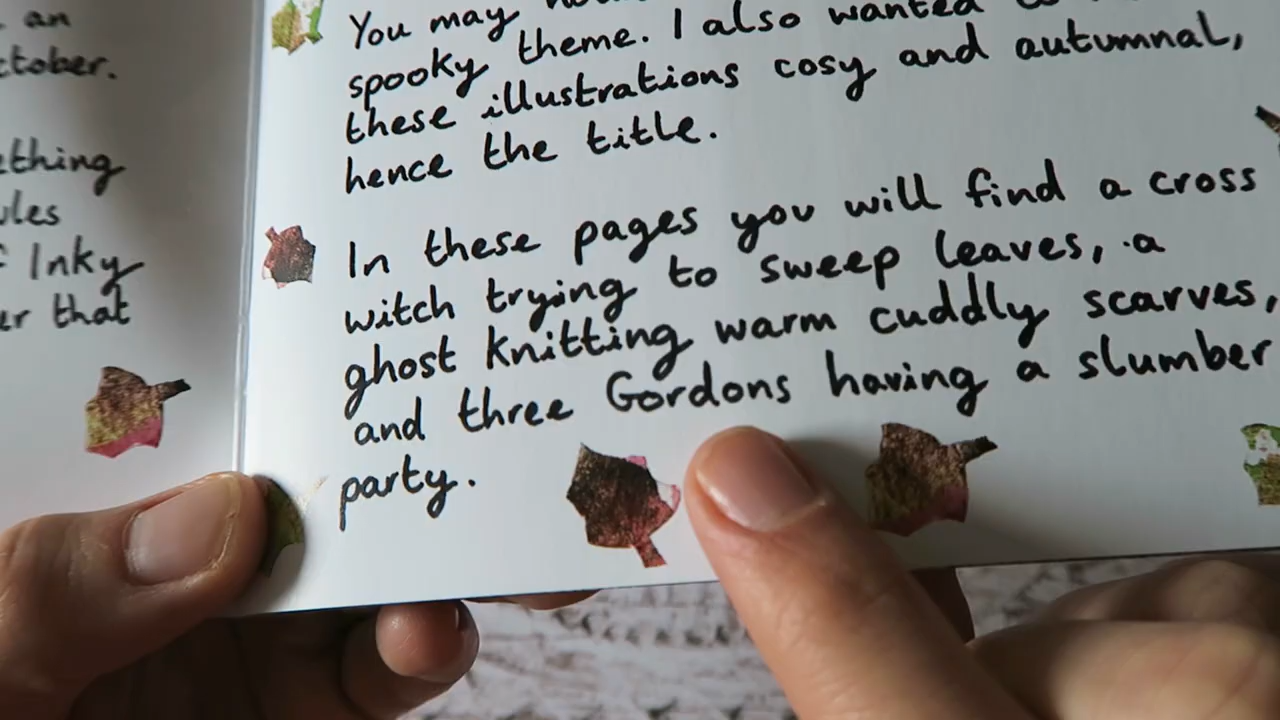 an
october.
ething
ules
f Inky
er that
You may
spooky theme. I also wanted
these illustrations cosy and autumnal,
hence the title.
In these pages you will find a cross
witch trying to sweep leaves, a
ghost knitting warm cuddly scarves,
and three Gordons having a slumber
party.